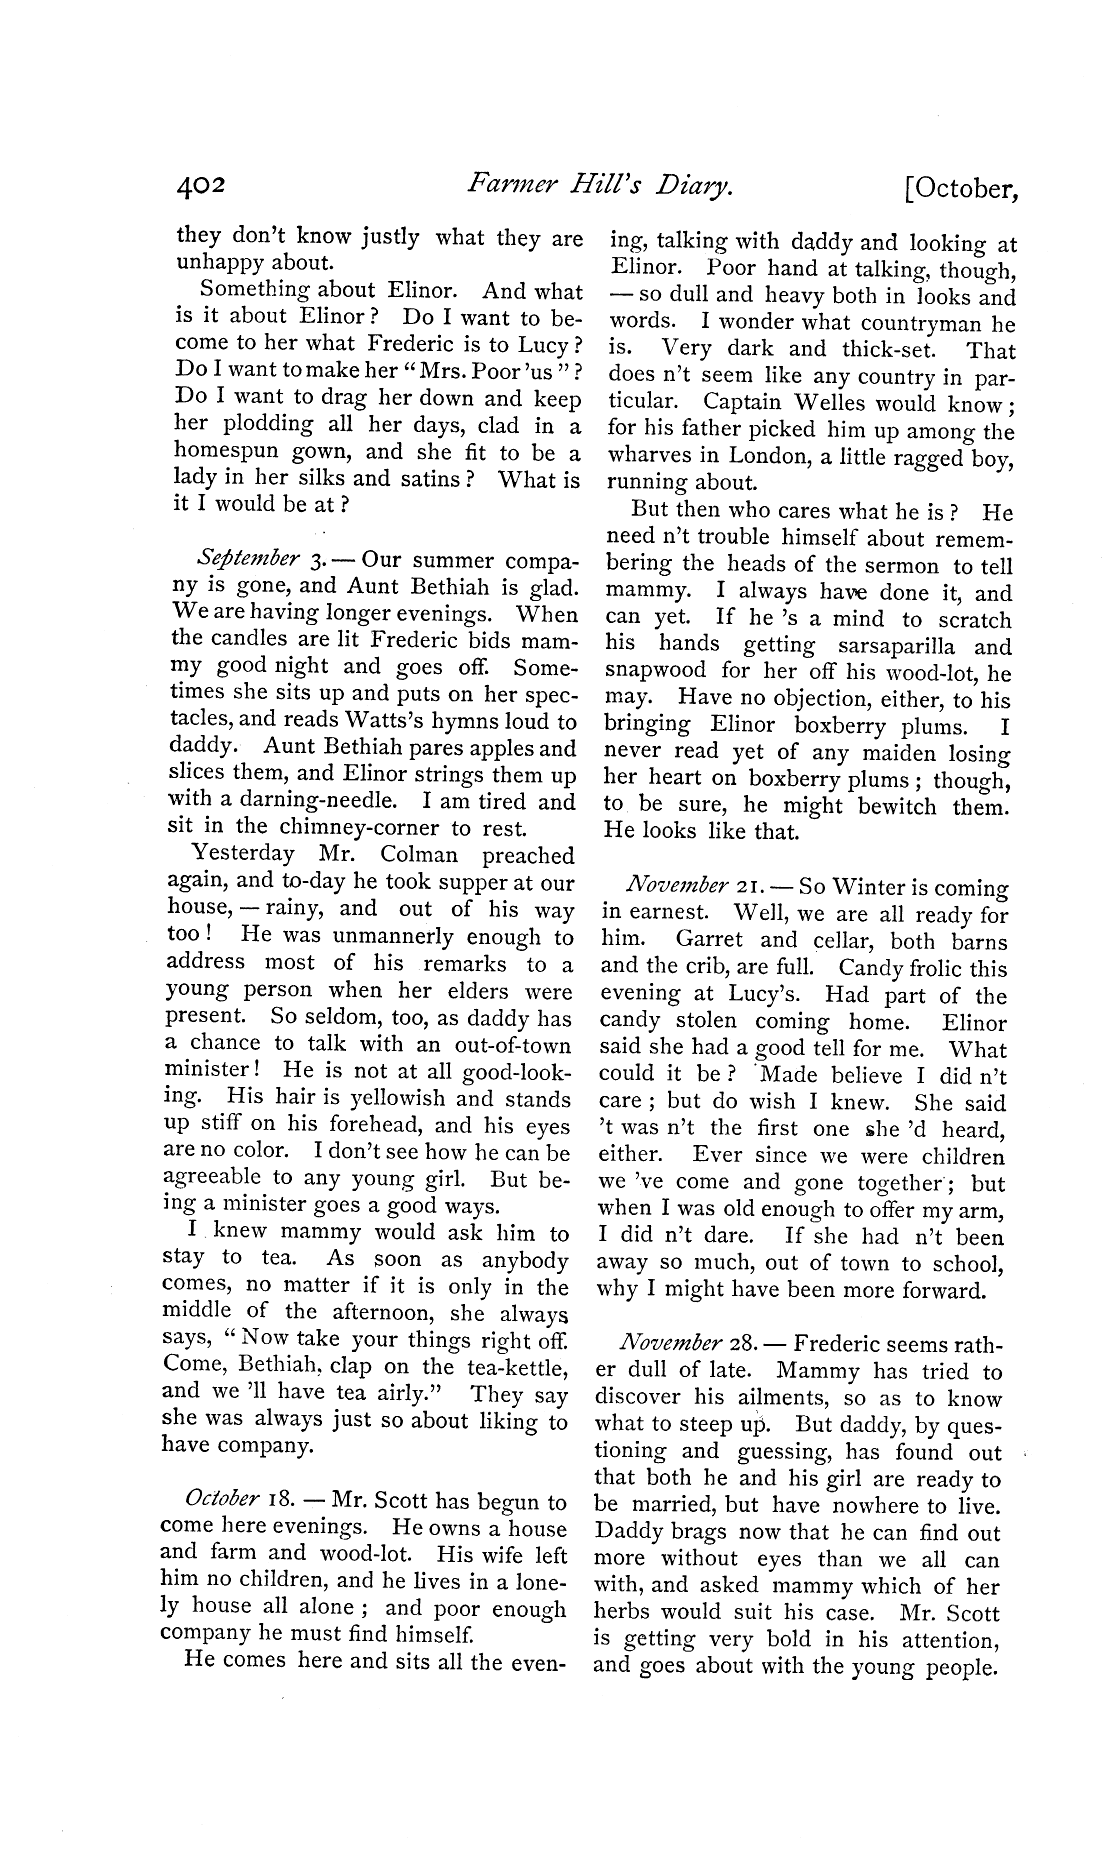 402 Farmer Hill's Diary. [October,
they don't know justly what they are
unhappy about.
Something about Elinor. And what
is it about Elinor? Do I want to be-
come to her what Frederic is to Lucy?
Do I want to make her "Mrs. Poor 'us"?
Do I want to drag her down and keep
her plodding all her days, clad in a
homespun gown, and she fit to be a
lady in her silks and satins? What is
it I would be at?
September 3. — Our summer compa-
ny is gone, and Aunt Bethiah is glad.
We are having longer evenings. When
the candles are lit Frederic bids mam-
my good night and goes off. Some-
times she sits up and puts on her spec-
tacles, and reads Watts's hymns loud to
daddy. Aunt Bethiah pares apples and
slices them, and Elinor strings them up
with a darning-needle. I am tired and
sit in the chimney-corner to rest.
Yesterday Mr. Colman preached
again, and to-day he took supper at our
house, — rainy, and out of his way
too! He was unmannerly enough to
address most of his remarks to a
young person when her elders were
present. So seldom, too, as daddy has
a chance to talk with an out-of-town
minister! He is not at all good-look-
ing. His hair is yellowish and stands
up stiff on his forehead, and his eyes
are no color. I don't see how he can be
agreeable to any young girl. But be-
ing a minister goes a good ways.
I knew mammy would ask him to
stay to tea. As soon as anybody
comes, no matter if it is only in the
middle of the afternoon, she always
says, "Now take your things right off.
Come, Bethiah, clap on the tea-kettle,
and we 'll have tea airly." They say
she was always just so about liking to
have company.
October 18. — Mr. Scott has begun to
come here evenings. He owns a house
and farm and wood-lot. His wife left
him no children, and he lives in a lone-
ly house all alone; and poor enough
company he must find himself.
He comes here and sits all the even-
ing, talking with daddy and looking at
Elinor. Poor hand at talking, though,
— so dull and heavy both in looks and
words. I wonder what countryman he
is. Very dark and thick-set. That
does n't seem like any country in par-
ticular. Captain Welles would know;
for his father picked him up among the
wharves in London, a little ragged boy,
running about.
But then who cares what he is? He
need n't trouble himself about remem-
bering the heads of the sermon to tell
mammy. I always have done it, and
can yet. If he 's a mind to scratch
his hands getting sarsaparilla and
snapwood for her off his wood-lot, he
may. Have no objection, either, to his
bringing Elinor boxberry plums. I
never read yet of any maiden losing
her heart on boxberry plums; though,
to be sure, he might bewitch them.
He looks like that.
November 21. — So Winter is coming
in earnest. Well, we are all ready for
him. Garret and cellar, both barns
and the crib, are full. Candy frolic this
evening at Lucy's. Had part of the
candy stolen coming home. Elinor
said she had a good tell for me. What
could it be? Made believe I did n't
care; but do wish I knew. She said
't was n't the first one she 'd heard,
either. Ever since we were children
we 've come and gone together; but
when I was old enough to offer my arm,
I did n't dare. If she had n't been
away so much, out of town to school,
why I might have been more forward.
November 28. — Frederic seems rath-
er dull of late. Mammy has tried to
discover his ailments, so as to know
what to steep up. But daddy, by ques-
tioning and guessing, has found out
that both he and his girl are ready to
be married, but have nowhere to live.
Daddy brags now that he can find out
more without eyes than we all can
with, and asked mammy which of her
herbs would suit his case. Mr. Scott
is getting very bold in his attention,
and goes about with the young people.